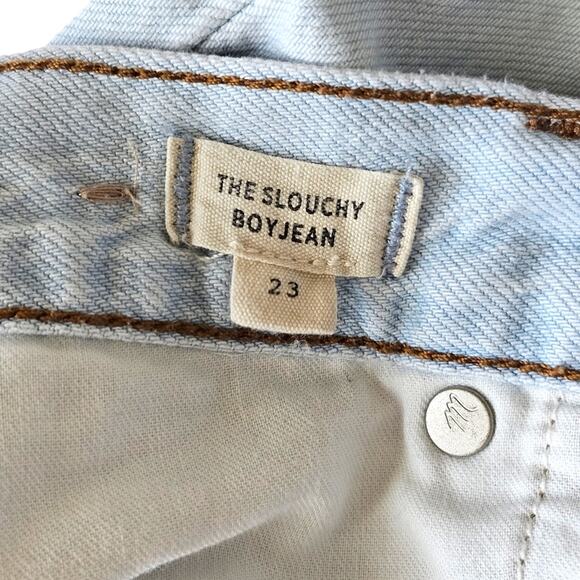 THE SLOUCHY
BOYJEAN
23
m